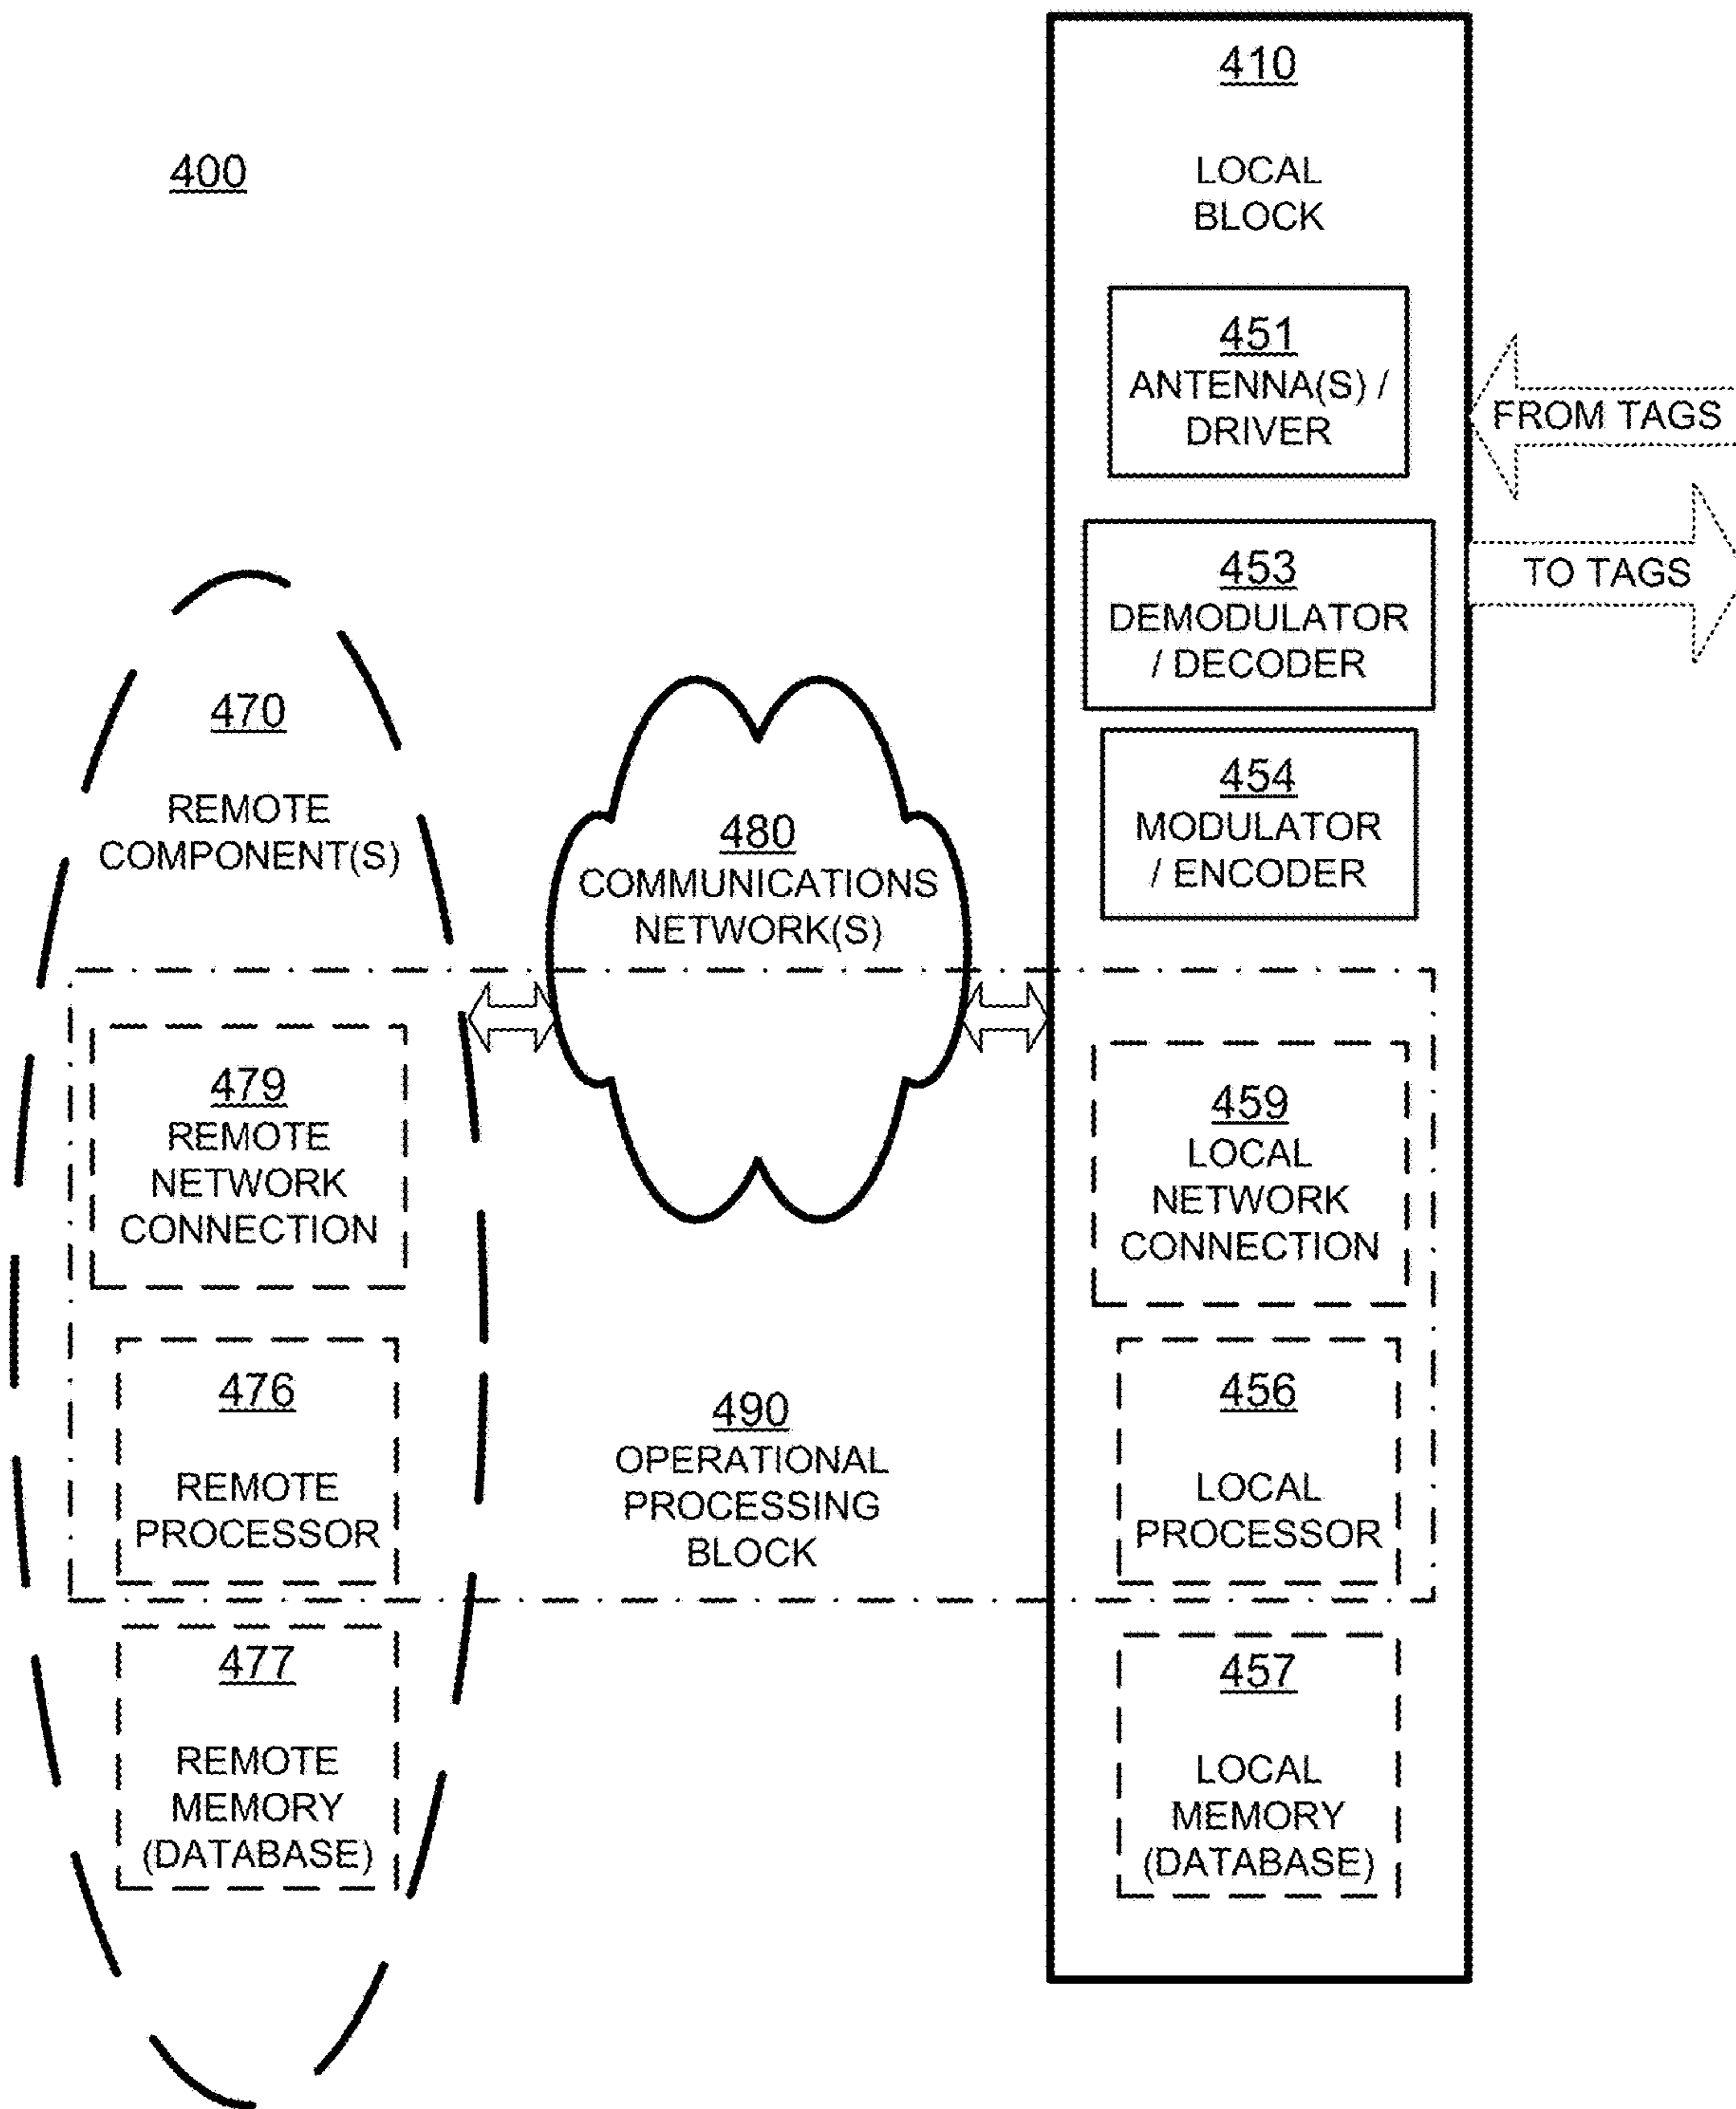 400
410
LOCAL
BLOCK
451
ANTENNA(S) /
DRIVER
FROM TAGS
TO TAGS
453
DEMODULATOR
/ DECODER
454
MODULATOR
/ ENCODER
470
REMOTE
COMPONENT(S)
480
COMMUNICATIONS
NETWORK(S)
479
REMOTE
NETWORK
CONNECTION
459
LOCAL
NETWORK
CONNECTION
476
REMOTE
PROCESSOR
490
OPERATIONAL
PROCESSING
BLOCK
456
LOCAL
PROCESSOR
477
REMOTE
MEMORY
(DATABASE)
457
LOCAL
MEMORY
(DATABASE)